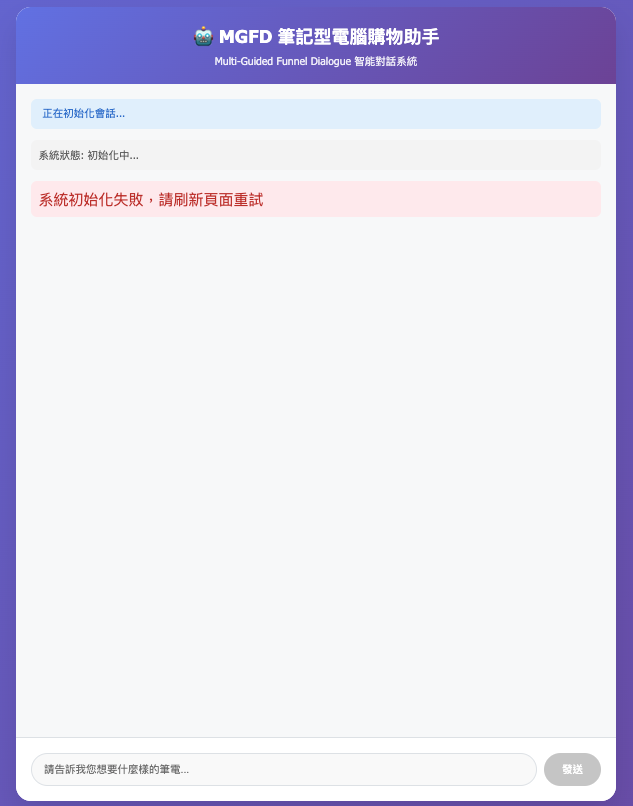 🤖 MGFD 筆記型電腦購物助手
Multi-Guided Funnel Dialogue 智能對話系統
正在初始化會話...
系統狀態: 初始化中...
系統初始化失敗，請刷新頁面重試
請告訴我您想要什麼樣的筆電...
發送